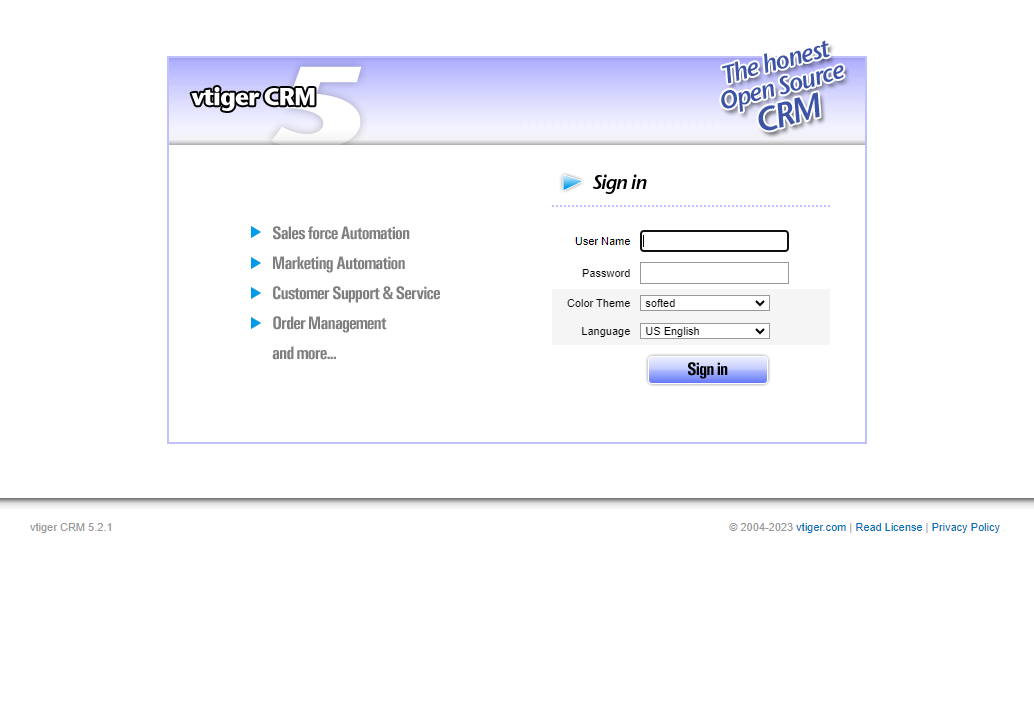 vtiger CRM 5
The honest
Open Source
CRM
Sign in
Sales force Automation
Marketing Automation
Customer Support & Service
Order Management
and more...
User Name
Password
Color Theme softed
Language US English
Sign in
vtiger CRM 5.2.1
© 2004-2023 vtiger.com | Read License | Privacy Policy